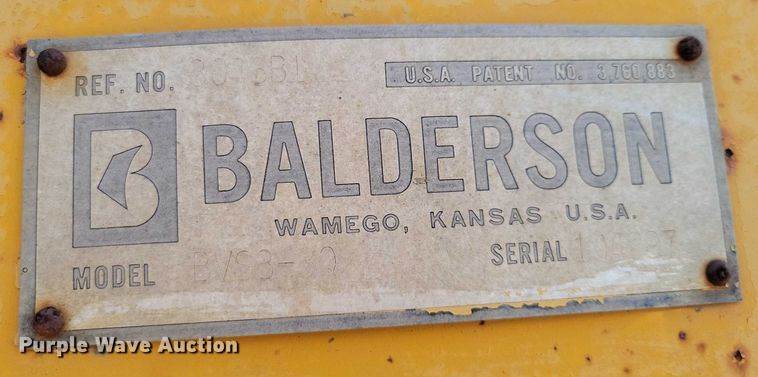 REF. NO.
U.S.A. PATENT NO. 3,760,883
B BALDERSON
WAMEGO, KANSAS U.S.A.
MODEL
SERIAL
Purple Wave Auction